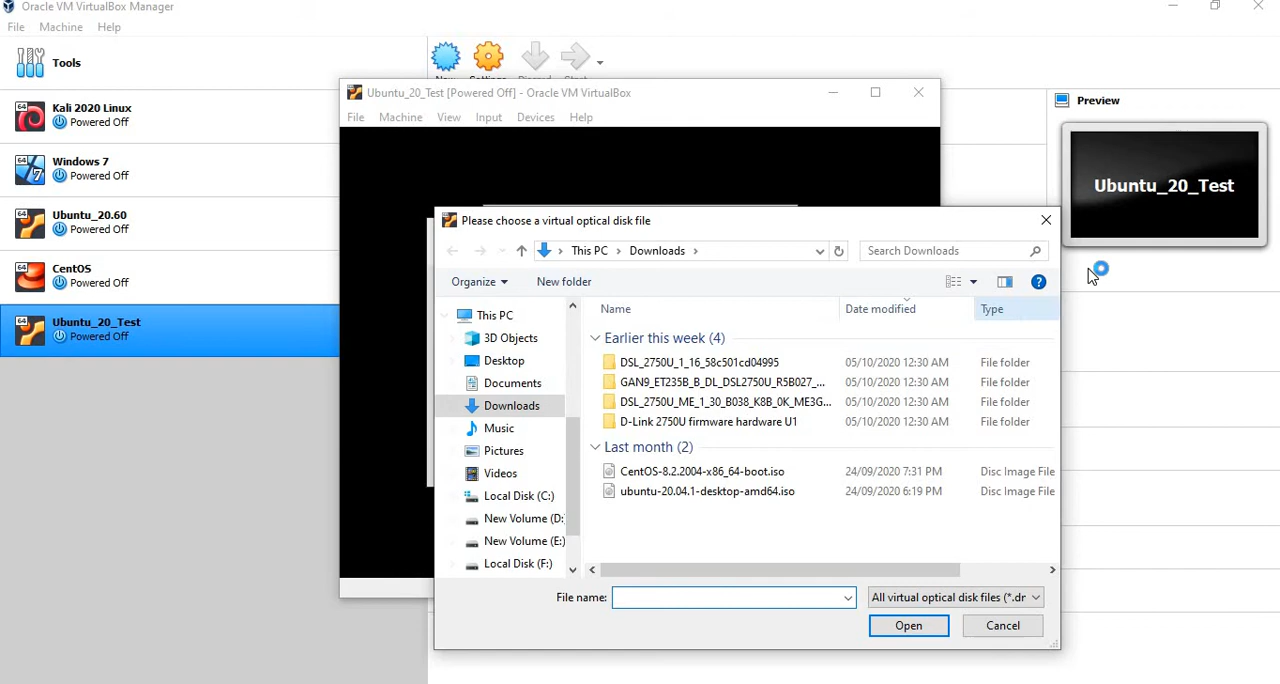 Oracle VM VirtualBox Manager
File Machine Help
Tools
Kali 2020 Linux
64
Powered Off
Windows 7
64
Powered Off
Ubuntu_20.60
64
Powered Off
CentOS
64
Powered Off
Ubuntu_20_Test
64
Powered Off
Preview
Ubuntu_20_Test
Ubuntu_20_Test [Powered Off] - Oracle VM VirtualBox
File Machine View Input Devices Help
Please choose a virtual optical disk file
This PC > Downloads >
Search Downloads
Organize New folder
This PC
3D Objects
Desktop
Documents
Downloads
Music
Pictures
Videos
Local Disk (C:)
New Volume (D:
New Volume (E:)
Local Disk (F:)
Name Date modified Type
Earlier this week (4)
DSL_2750U_1_16_58c501cd04995 05/10/2020 12:30 AM File folder
GAN9_ET235B_B_DL_DSL2750U_R5B027_... 05/10/2020 12:30 AM File folder
DSL_2750U_ME_1_30_B038_K8B_0K_ME3G... 05/10/2020 12:30 AM File folder
D-Link 2750U firmware hardware U1 05/10/2020 12:30 AM File folder
Last month (2)
CentOS-8.2.2004-x86_64-boot.iso 24/09/2020 7:31 PM Disc Image File
ubuntu-20.04.1-desktop-amd64.iso 24/09/2020 6:19 PM Disc Image File
File name: All virtual optical disk files (*.dr
Open Cancel